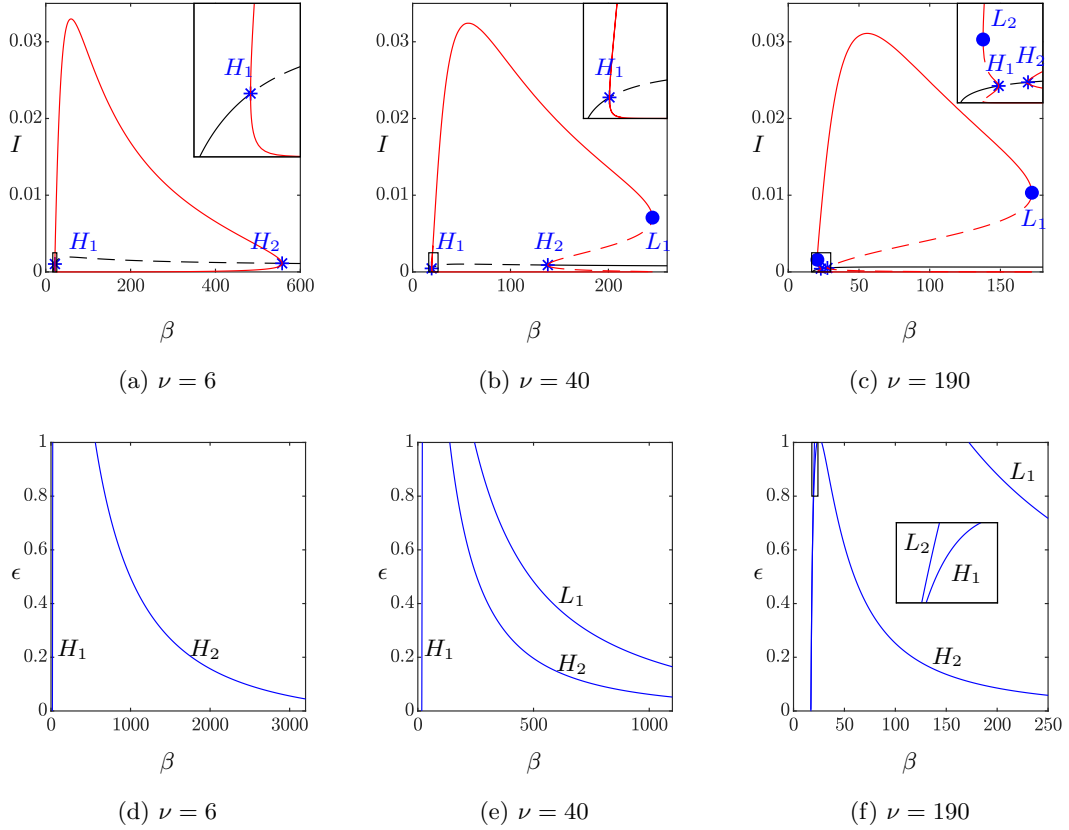 H₁
0.03
I
0.02
0.01
H₁
H₂
0
0 200 400 600
β
(a) ν = 6
H₁
0.03
I
0.02
0.01
H₁
H₂
L₁
0
0 100 200
β
(b) ν = 40
L₂
H₁
H₂
0.03
I
0.02
0.01
L₁
0
0 50 100 150
β
(c) ν = 190
1
0.8
0.6
ϵ
0.4
0.2
0
H₁
H₂
0 1000 2000 3000
β
(d) ν = 6
1
0.8
0.6
ϵ
0.4
0.2
0
L₁
H₁
H₂
0 500 1000
β
(e) ν = 40
1
0.8
0.6
ϵ
0.4
0.2
0
L₁
L₂
H₁
H₂
0 50 100 150 200 250
β
(f) ν = 190